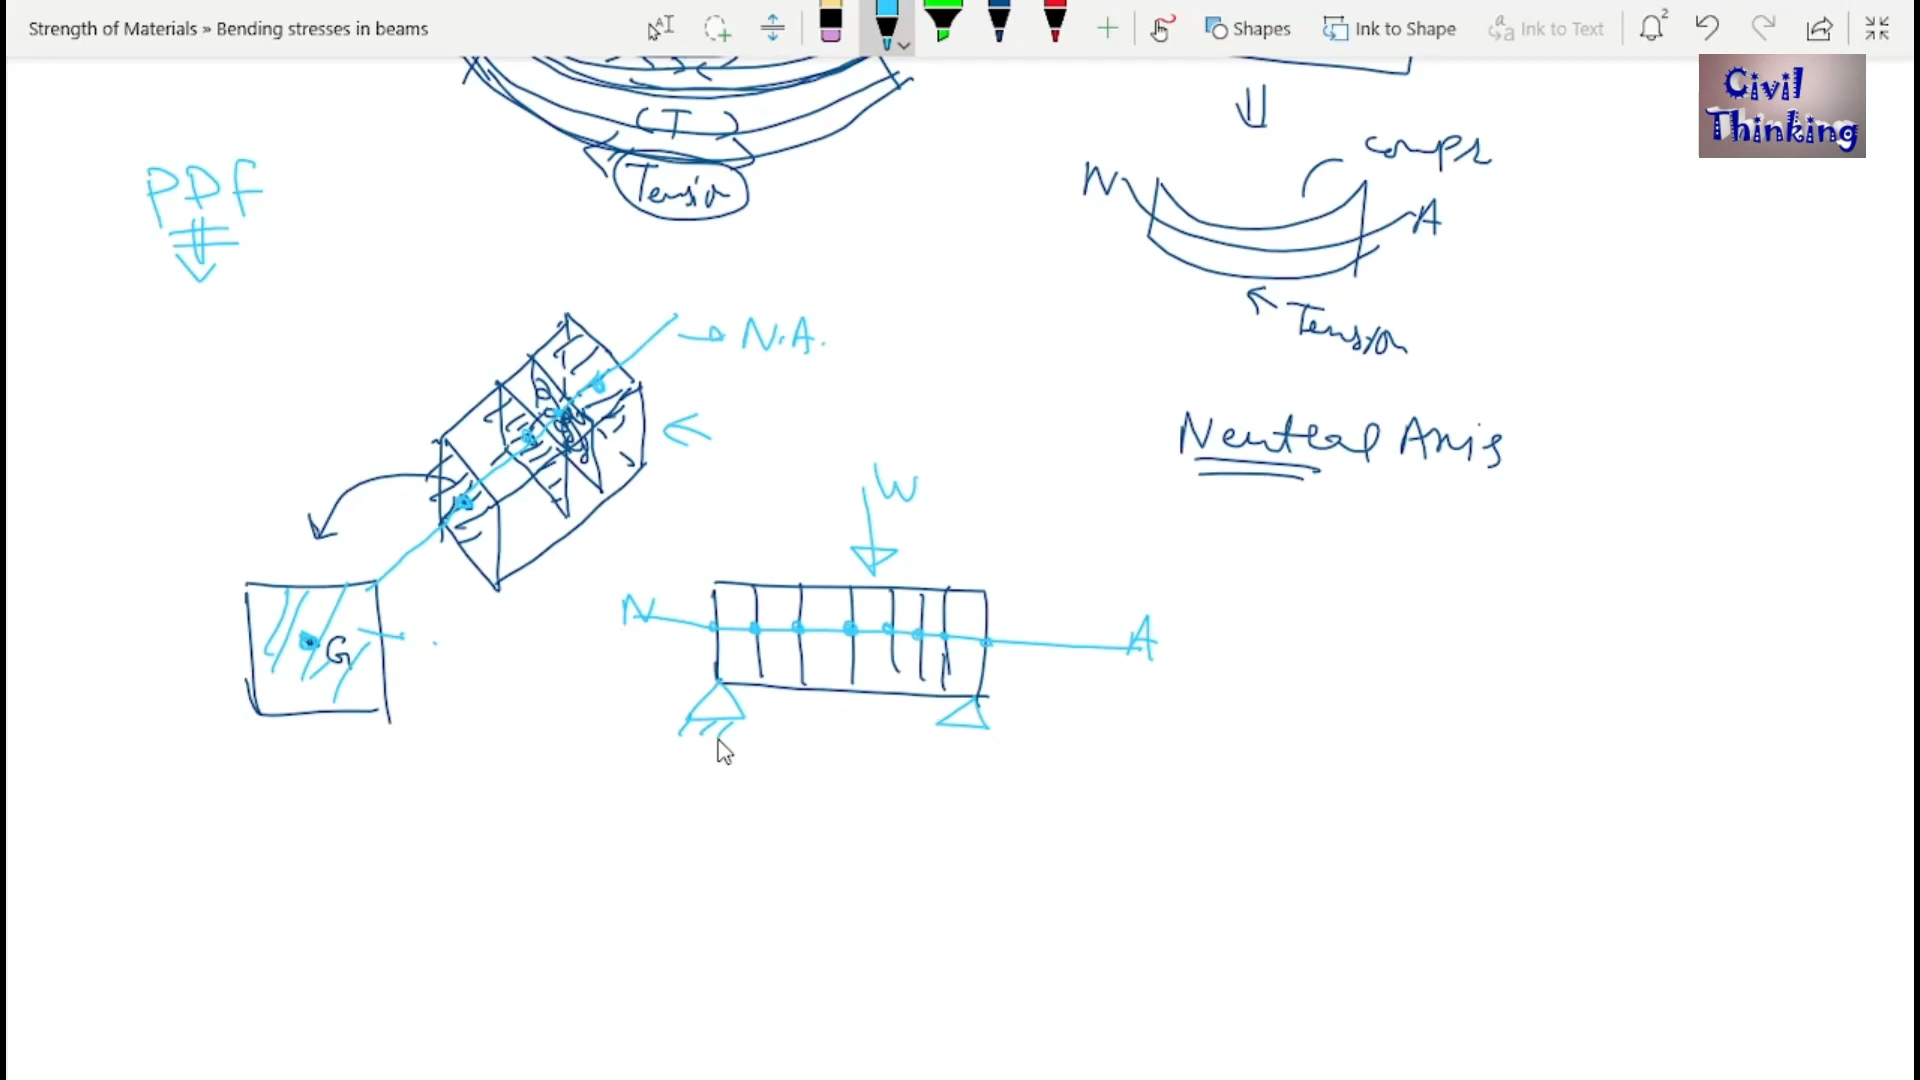 Strength of Materials » Bending stresses in beams
Shapes
Ink to Shape
Ink to Text
2
Civil
Thinking
(T)
Tension
PDF
compr
N
A
Tension
N.A.
Neutral Axis
W
N
A
G